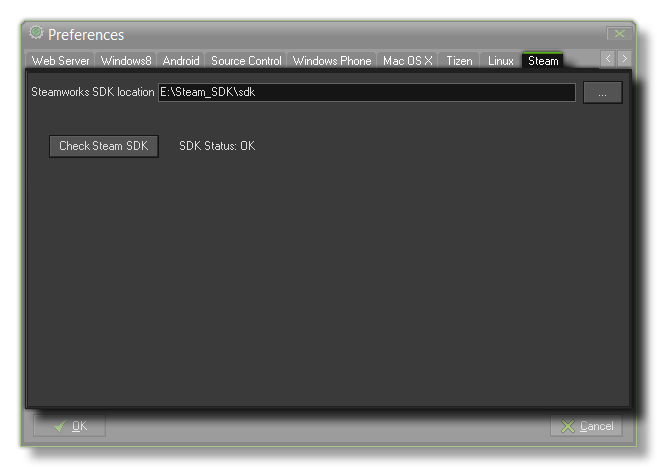 Preferences
Web Server Windows8 Android Source Control Windows Phone Mac OS X Tizen Linux Steam
Steamworks SDK location E:\Steam_SDK\sdk ...
Check Steam SDK SDK Status: OK
OK Cancel